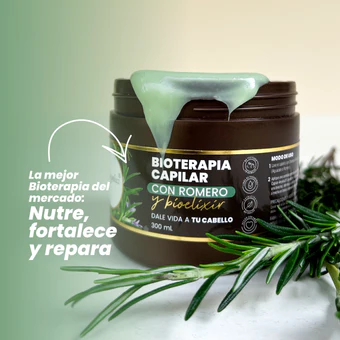 La mejor
Bioterapia del
mercado:
Nutre,
fortalece
y repara
BIOTERAPIA
CAPILAR
CON ROMERO
y bioelixir
DALE VIDA A TU CABELLO
300 mL
MODO DE USO